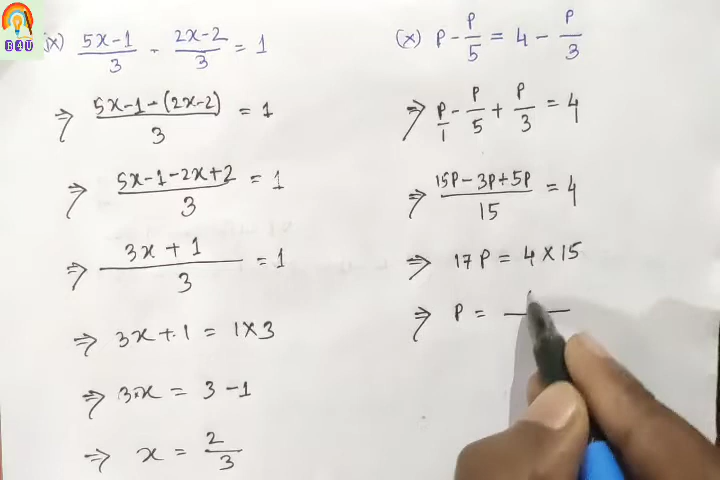 B4U
ix) (5x-1)/3 - (2x-2)/3 = 1
⇒ (5x-1-(2x-2))/3 = 1
⇒ (5x-1-2x+2)/3 = 1
⇒ (3x+1)/3 = 1
⇒ 3x+1 = 1×3
⇒ 3x = 3-1
⇒ x = 2/3
(x) P - P/5 = 4 - P/3
⇒ P/1 - P/5 + P/3 = 4
⇒ (15P-3P+5P)/15 = 4
⇒ 17P = 4×15
⇒ P =